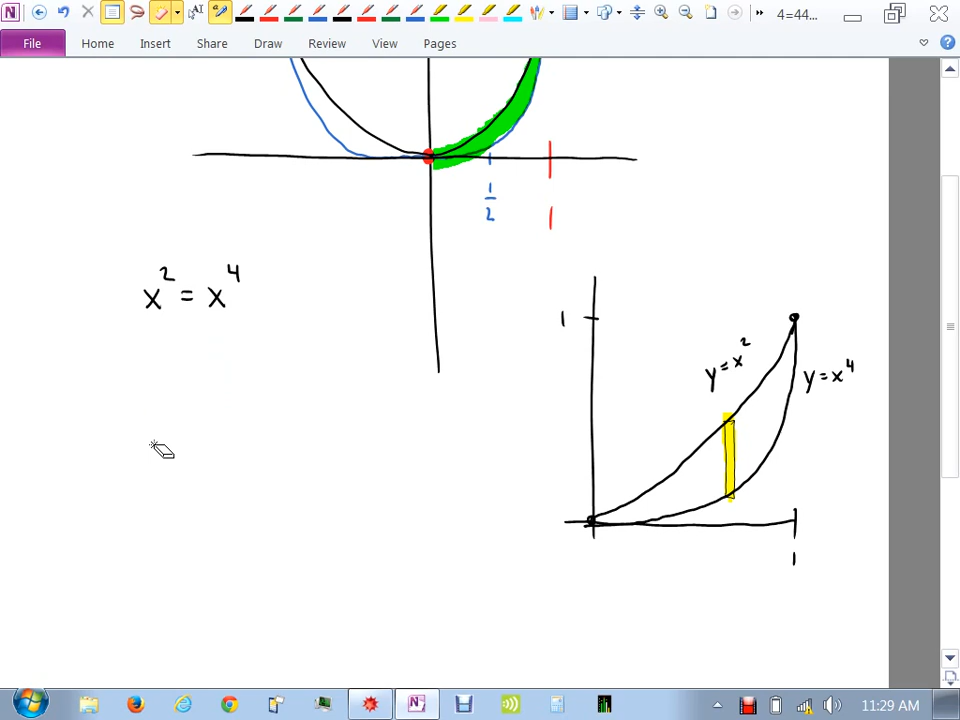 4=44...
File Home Insert Share Draw Review View Pages
1
2
1
x² = x⁴
1
y=x²
y=x⁴
1
11:29 AM